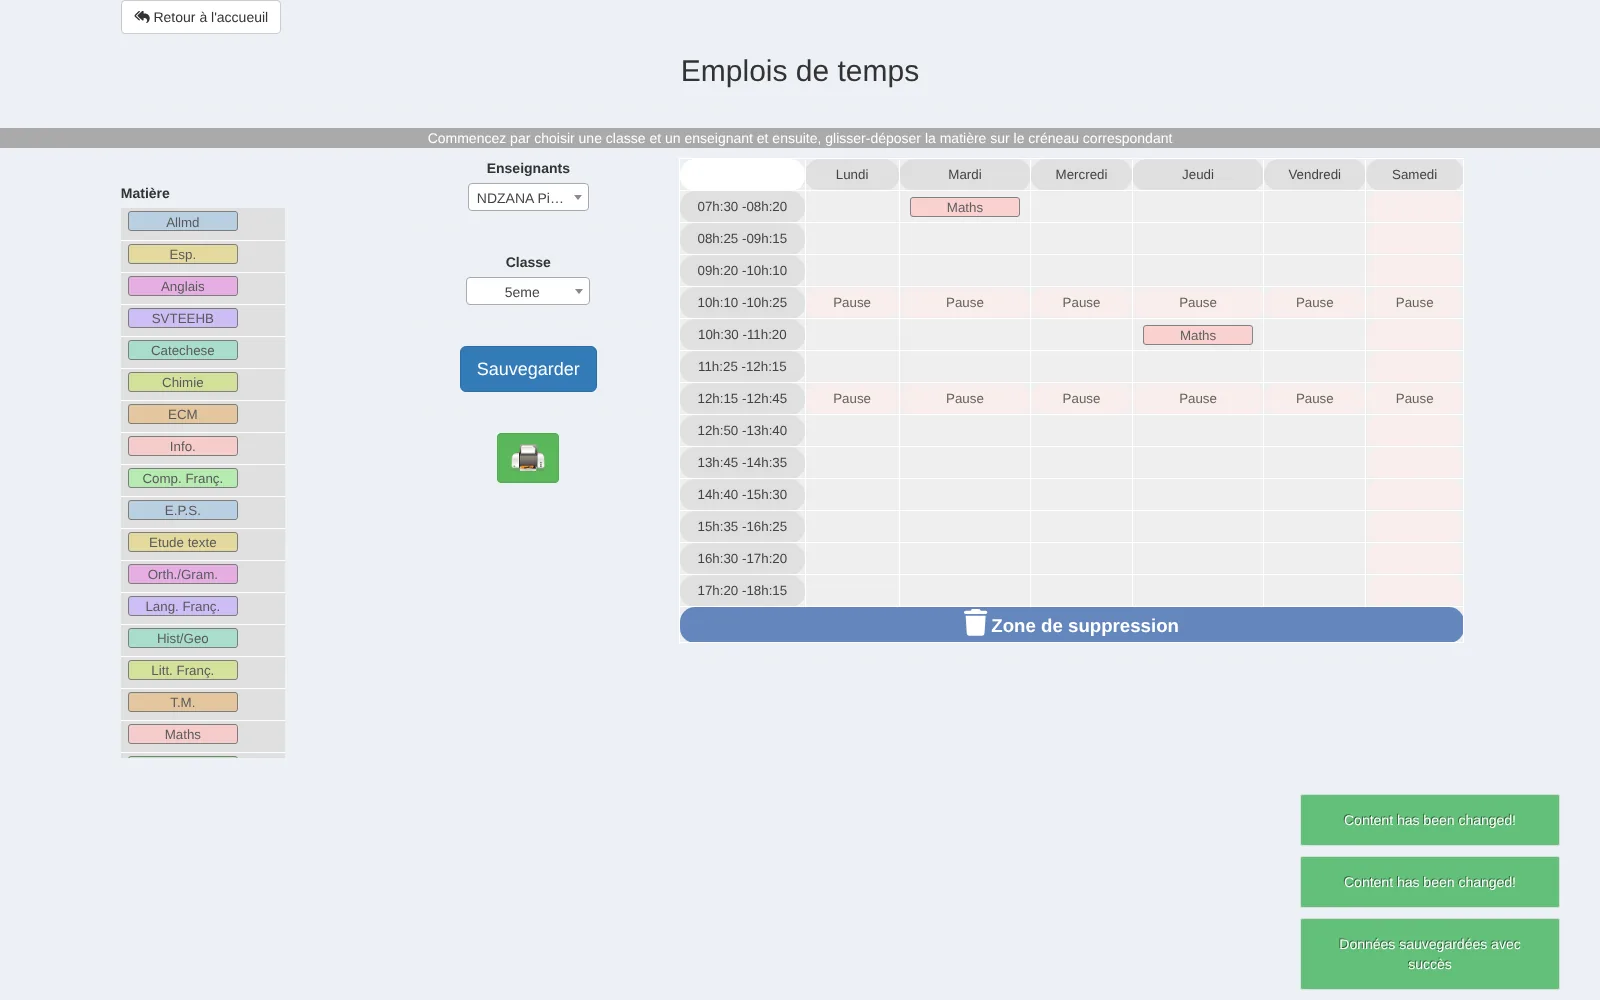 Retour à l'accueuil
Emplois de temps
Commencez par choisir une classe et un enseignant et ensuite, glisser-déposer la matière sur le créneau correspondant
Matière
Allmd
Esp.
Anglais
SVTEEHB
Catechese
Chimie
ECM
Info.
Comp. Franç.
E.P.S.
Etude texte
Orth./Gram.
Lang. Franç.
Hist/Geo
Litt. Franç.
T.M.
Maths
Enseignants
NDZANA Pi...
Classe
5eme
Sauvegarder
Lundi Mardi Mercredi Jeudi Vendredi Samedi
07h:30 -08h:20 Maths
08h:25 -09h:15
09h:20 -10h:10
10h:10 -10h:25 Pause Pause Pause Pause Pause Pause
10h:30 -11h:20 Maths
11h:25 -12h:15
12h:15 -12h:45 Pause Pause Pause Pause Pause Pause
12h:50 -13h:40
13h:45 -14h:35
14h:40 -15h:30
15h:35 -16h:25
16h:30 -17h:20
17h:20 -18h:15
Zone de suppression
Content has been changed!
Content has been changed!
Données sauvegardées avec
succès